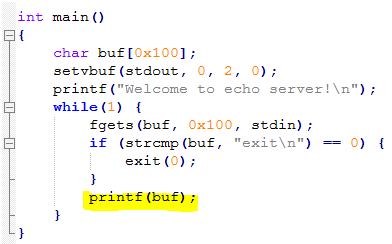 int main()
{
    char buf[0x100];
    setvbuf(stdout, 0, 2, 0);
    printf("Welcome to echo server!\n");
    while(1) {
        fgets(buf, 0x100, stdin);
        if (strcmp(buf, "exit\n") == 0) {
            exit(0);
        }
        printf(buf);
    }
}